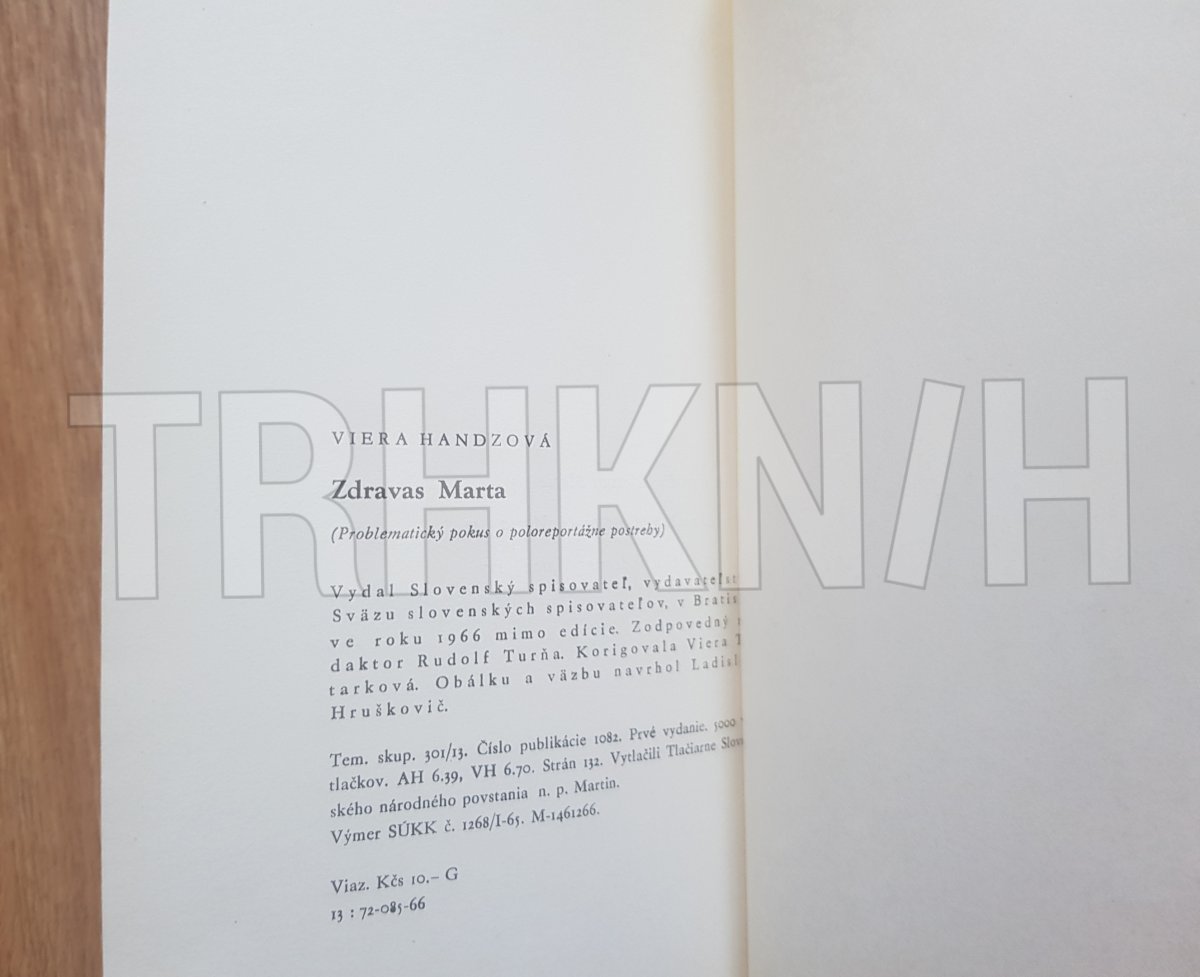 VIERA HANDZOVÁ
Zdravas Marta
(Problematický pokus o poloreportážne postreby)
Vydal Slovenský spisovateľ, vydavateľst
Sväzu slovenských spisovateľov, v Bratis
ve roku 1966 mimo edície. Zodpovedný
daktor Rudolf Turňa. Korigovala Viera
tarková. Obálku a väzbu navrhol Ladisl
Hruškovič.
Tem. skup. 301/13. Číslo publikácie 1082. Prvé vydanie. 5000
tlačkov. AH 6.39, VH 6.70. Strán 132. Vytlačili Tlačiarne Slov
ského národného povstania n. p. Martin.
Výmer SÚKK č. 1268/I-65. M-1461266.
Viaz. Kčs 10.– G
13 : 72-085-66
TRHKN/H